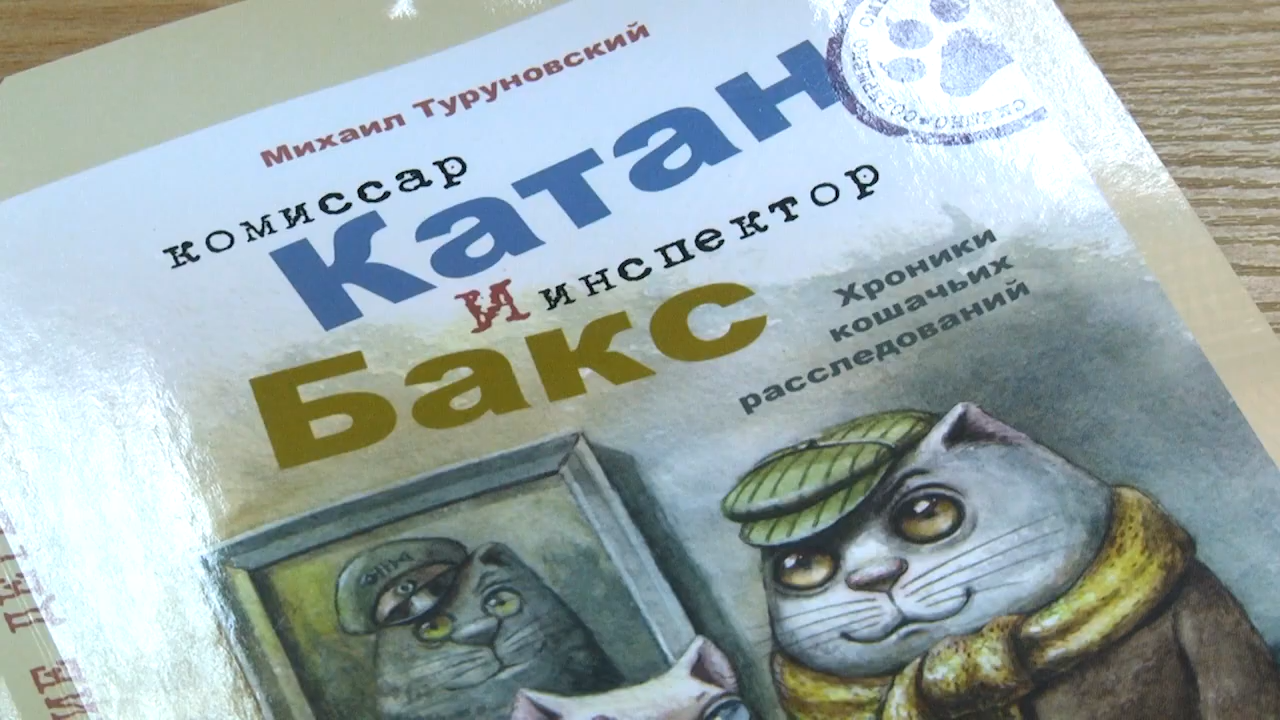 Михаил Туруновский
комиссар
Катан
и инспектор
Бакс
Хроники
кошачьих
расследований